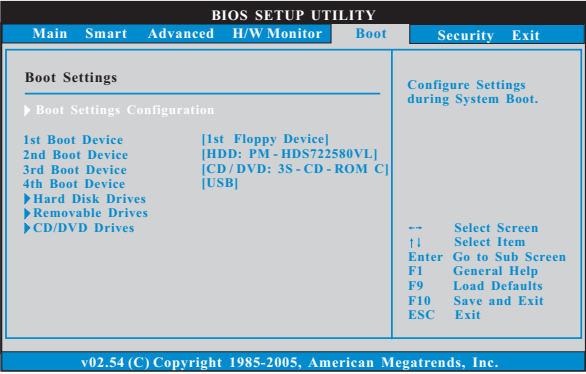 BIOS SETUP UTILITY
Main Smart Advanced H/W Monitor Boot Security Exit
Boot Settings
Boot Settings Configuration
1st Boot Device [1st Floppy Device]
2nd Boot Device [HDD: PM - HDS722580VL]
3rd Boot Device [CD / DVD: 3S - CD - ROM C]
4th Boot Device [USB]
Hard Disk Drives
Removable Drives
CD/DVD Drives
Configure Settings
during System Boot.
←→ Select Screen
↑↓ Select Item
Enter Go to Sub Screen
F1 General Help
F9 Load Defaults
F10 Save and Exit
ESC Exit
v02.54 (C) Copyright 1985-2005, American Megatrends, Inc.